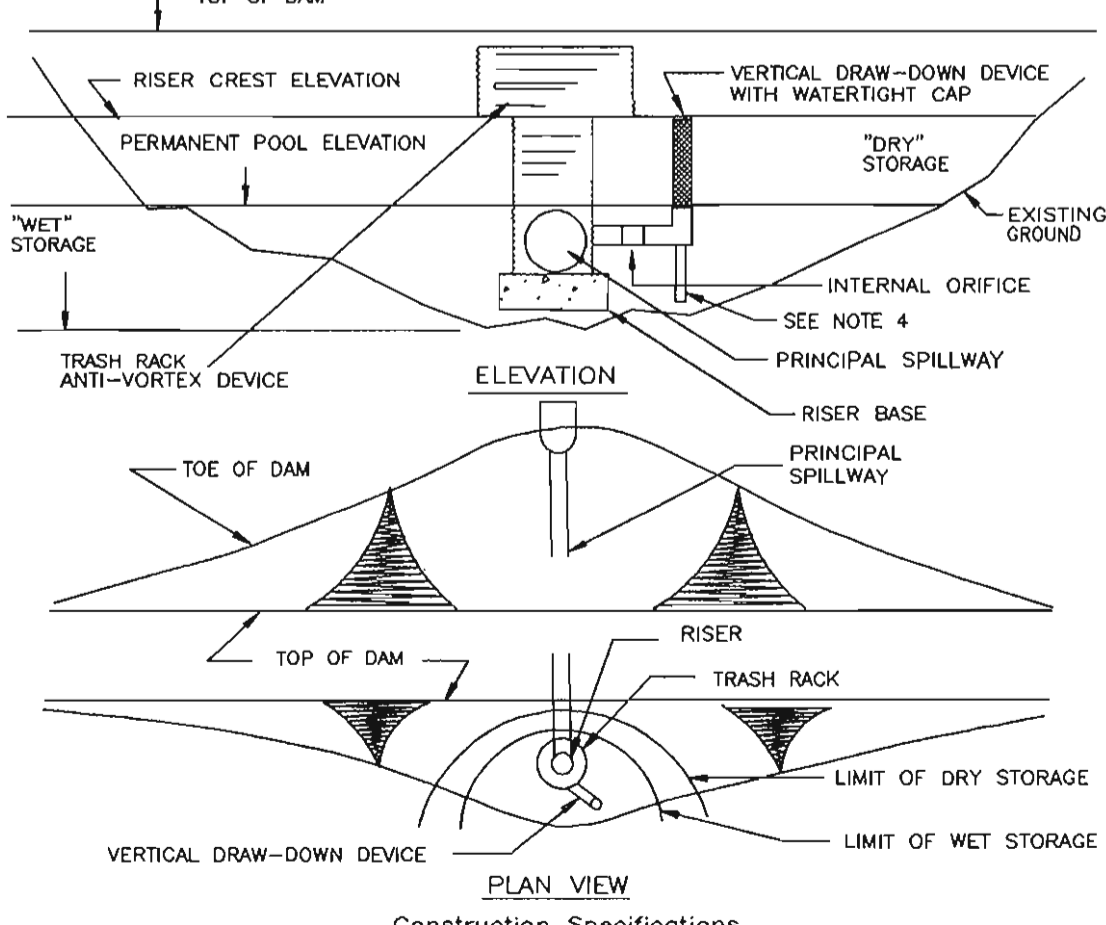 TOP OF DAM
RISER CREST ELEVATION
VERTICAL DRAW-DOWN DEVICE
WITH WATERTIGHT CAP
PERMANENT POOL ELEVATION
"DRY"
STORAGE
"WET"
STORAGE
EXISTING
GROUND
INTERNAL ORIFICE
SEE NOTE 4
TRASH RACK
ANTI-VORTEX DEVICE
PRINCIPAL SPILLWAY
ELEVATION
RISER BASE
TOE OF DAM
PRINCIPAL
SPILLWAY
RISER
TOP OF DAM
TRASH RACK
LIMIT OF DRY STORAGE
LIMIT OF WET STORAGE
VERTICAL DRAW-DOWN DEVICE
PLAN VIEW
Construction Specifications